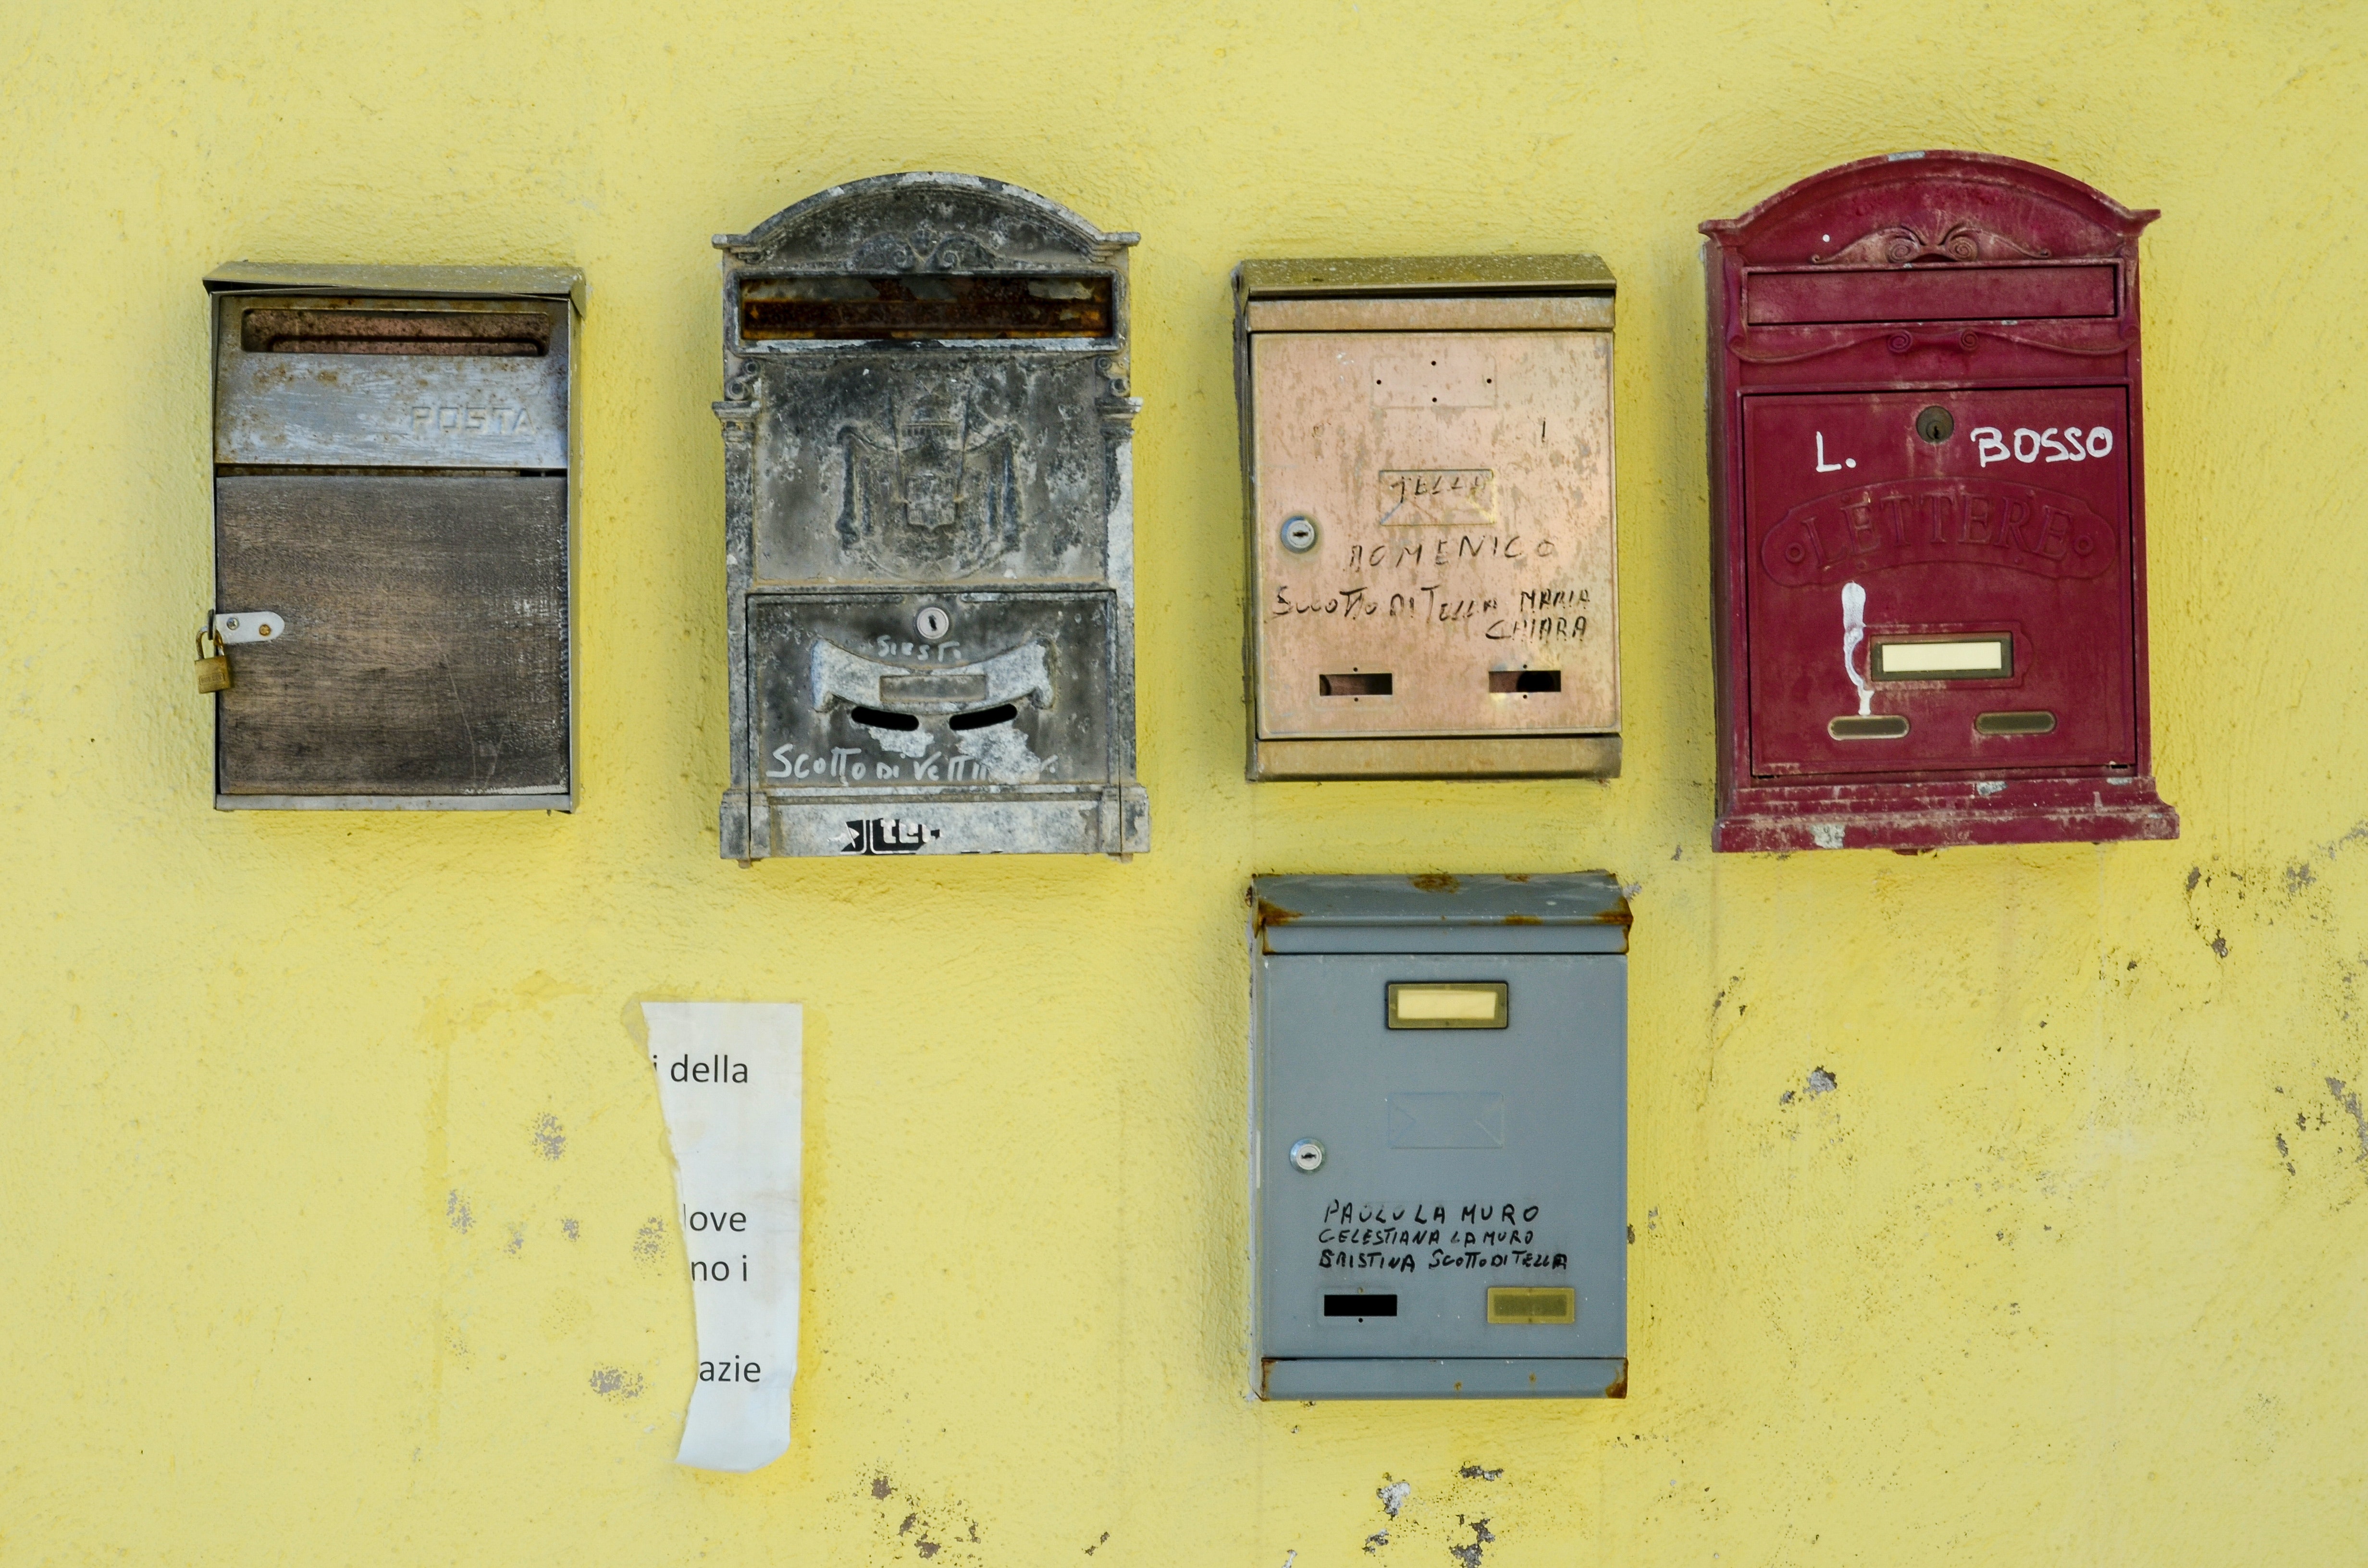 POSTA
SCOTTO DI
TELLA
DOMENICO
SCOTTO DI TELLA MARIA
CHIARA
L. BOSSO
LETTERE
i della
love
no i
azie
PAOLO LA MURO
CELESTIANA LA MURO
SCOTTO DI TELLA